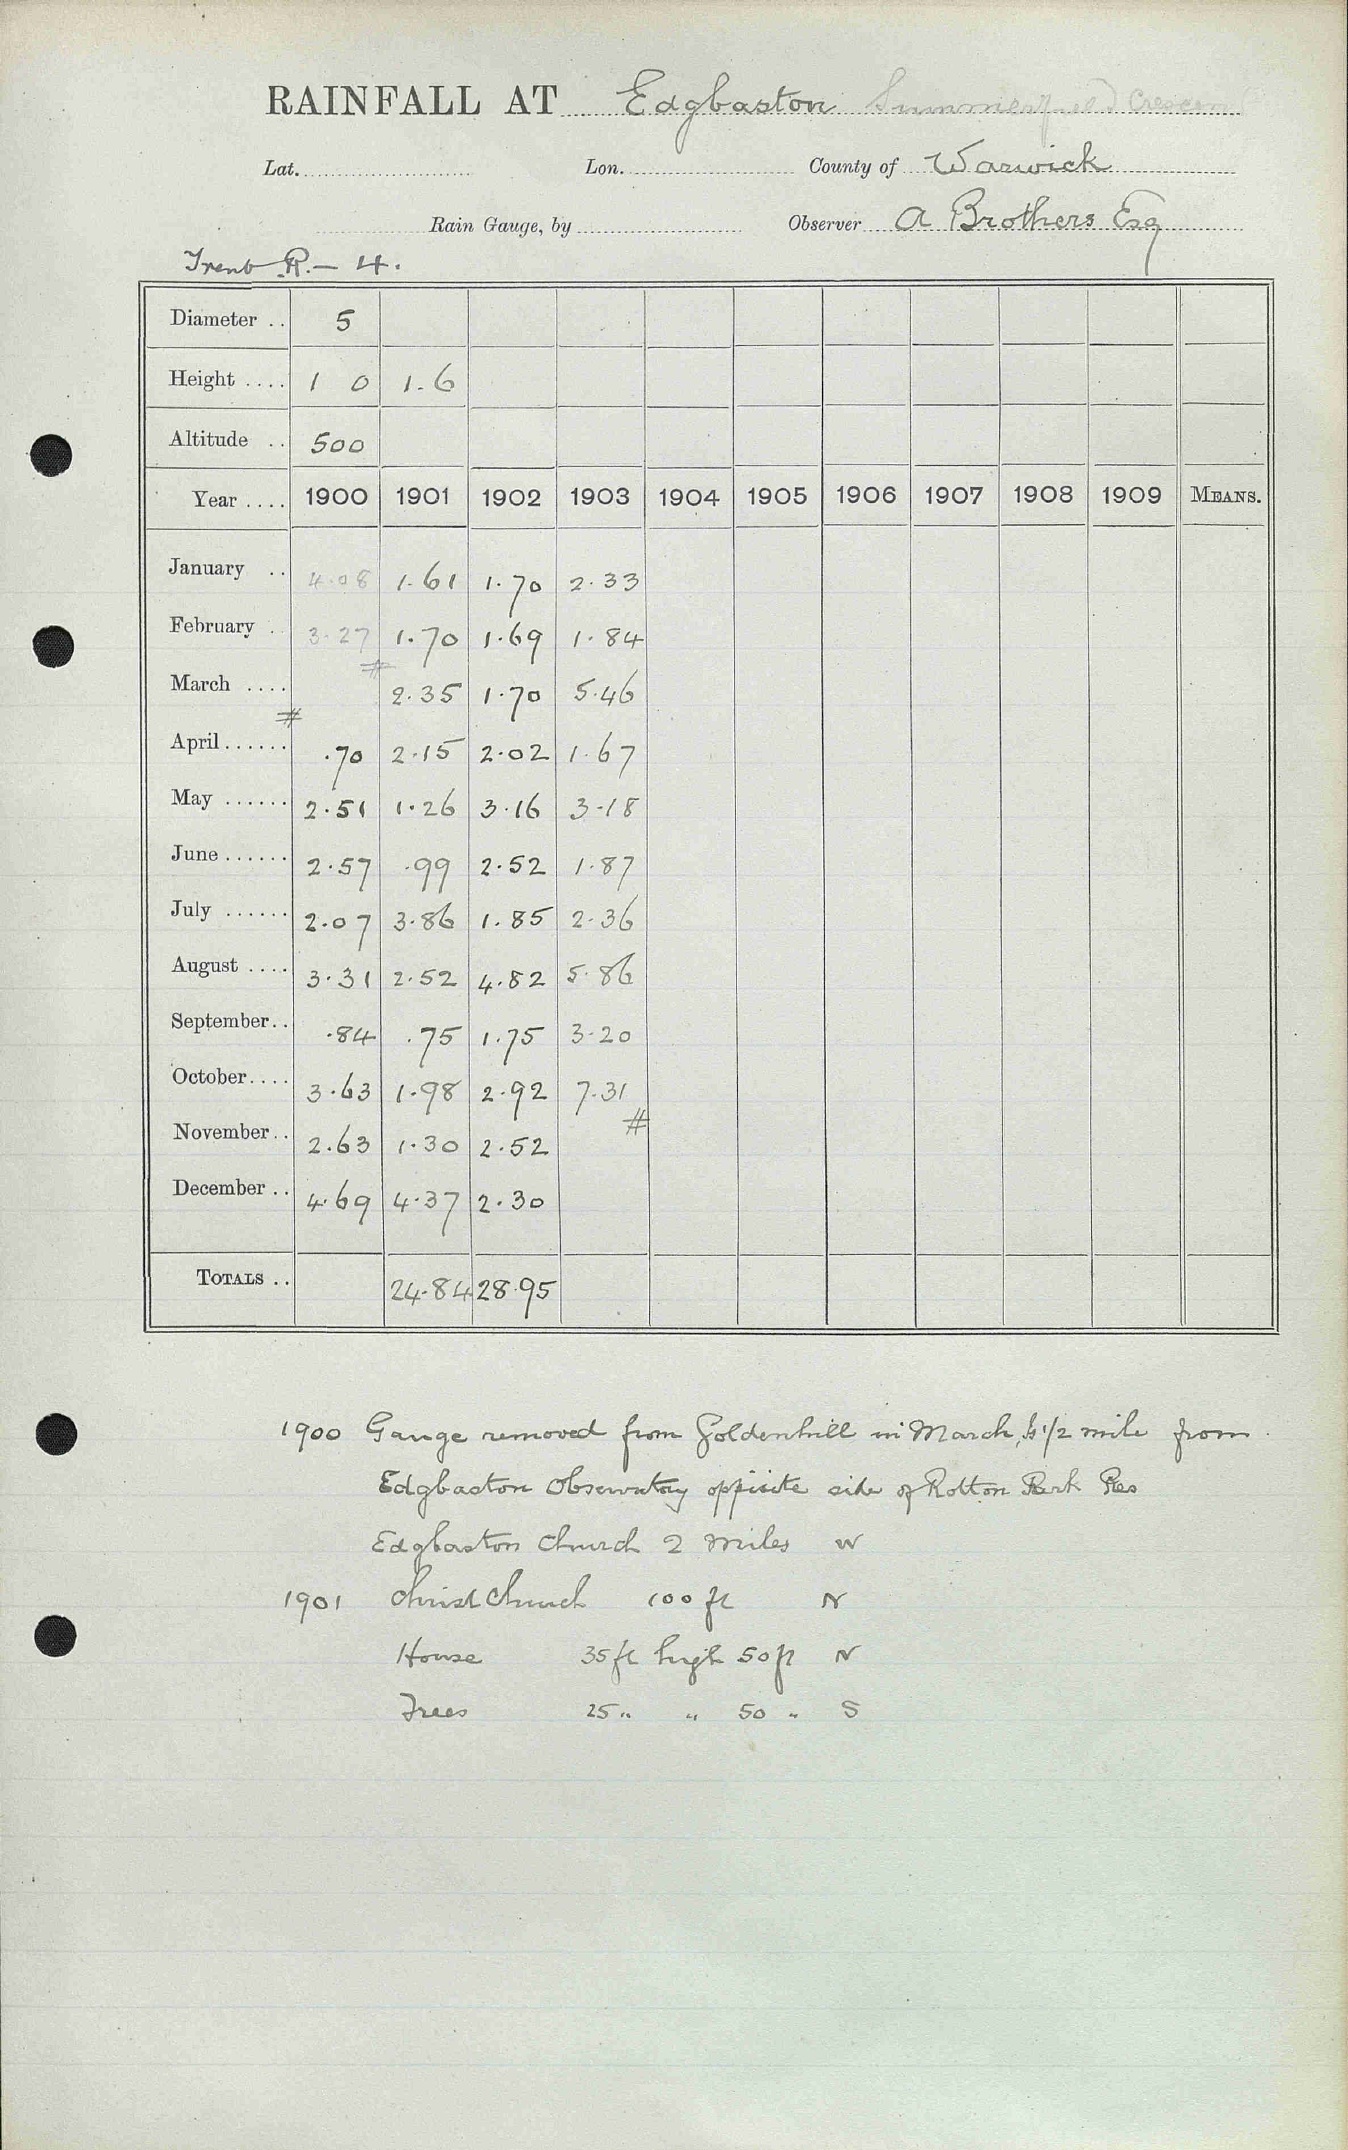 RAINFALL AT Edgbaston Summerfield Crescent
Lat. Lon. County of Warwick
Rain Gauge, by Observer A Brothers Esq
Trent R. — 4.
Diameter .. 5
Height .... 1 0 1.6
Altitude .. 500
Year .... 1900 1901 1902 1903 1904 1905 1906 1907 1908 1909 MEANS.
January .. 4.08 1.61 1.70 2.33
February .. 3.27 1.70 1.69 1.84
March .... # 2.35 1.70 5.46
#
April...... .70 2.15 2.02 1.67
May ...... 2.51 1.26 3.16 3.18
June...... 2.57 .99 2.52 1.87
July ...... 2.07 3.86 1.85 2.36
August .... 3.31 2.52 4.82 5.86
September.. .84 .75 1.75 3.20
October.... 3.63 1.98 2.92 7.31
#
November.. 2.63 1.30 2.52
December .. 4.69 4.37 2.30
TOTALS .. 24.84 28.95
1900 Gauge removed from Goldenhill in March, 1/2 mile from
Edgbaston Observatory oppisite side of Rotton Park Res
Edgbaston Church 2 miles W
1901 Christ Church 100 ft N
House 35 ft high 50 ft N
Trees 25 " " 50 " S